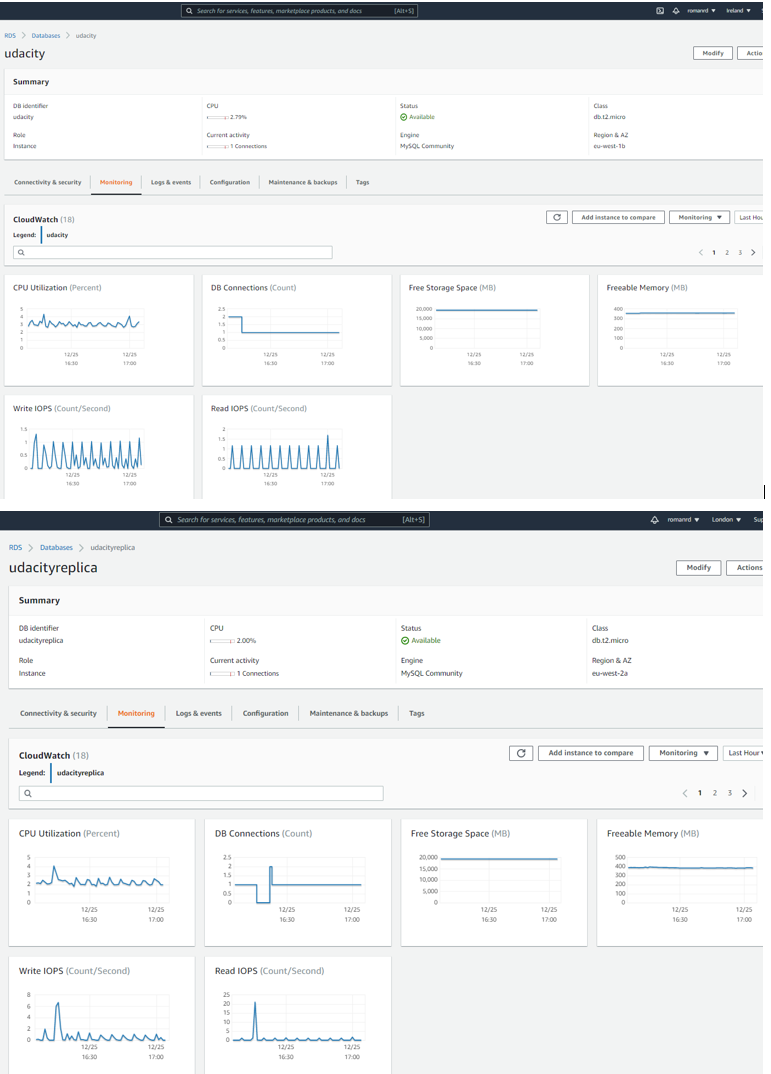 Search for services, features, marketplace products, and docs [Alt+S] romanrd ▼ Ireland ▼
RDS > Databases > udacity
udacity Modify
Summary
DB identifier CPU Status Class
udacity 2.79% Available db.t2.micro
Role Current activity Engine Region & AZ
Instance 1 Connections MySQL Community eu-west-1b
Connectivity & security Monitoring Logs & events Configuration Maintenance & backups Tags
CloudWatch (18) Add instance to compare Monitoring ▼
Legend: udacity
< 1 2 3 >
CPU Utilization (Percent) DB Connections (Count) Free Storage Space (MB) Freeable Memory (MB)
5 2.5 20,000 400
4 2 15,000 300
3 1.5 10,000 200
2 1 5,000 100
1 0.5 0 0
0 0
12/25 12/25 12/25 12/25 12/25 12/25 12/25 12/25
16:30 17:00 16:30 17:00 16:30 17:00 16:30 17:00
Write IOPS (Count/Second) Read IOPS (Count/Second)
1.5 2
1 1.5
0.5 1
0 0.5
0
12/25 12/25 12/25 12/25
16:30 17:00 16:30 17:00
Search for services, features, marketplace products, and docs [Alt+S] romanrd ▼ London ▼
RDS > Databases > udacityreplica
udacityreplica Modify Actions
Summary
DB identifier CPU Status Class
udacityreplica 2.00% Available db.t2.micro
Role Current activity Engine Region & AZ
Instance 1 Connections MySQL Community eu-west-2a
Connectivity & security Monitoring Logs & events Configuration Maintenance & backups Tags
CloudWatch (18) Add instance to compare Monitoring ▼ Last Hour
Legend: udacityreplica
< 1 2 3 >
CPU Utilization (Percent) DB Connections (Count) Free Storage Space (MB) Freeable Memory (MB)
5 2.5 20,000 500
4 2 15,000 400
3 1.5 10,000 300
2 1 5,000 200
1 0.5 0 100
0 0 0
12/25 12/25 12/25 12/25 12/25 12/25 12/25 12/25
16:30 17:00 16:30 17:00 16:30 17:00 16:30 17:00
Write IOPS (Count/Second) Read IOPS (Count/Second)
8 25
6 20
4 15
2 10
0 5
0
12/25 12/25 12/25 12/25
16:30 17:00 16:30 17:00